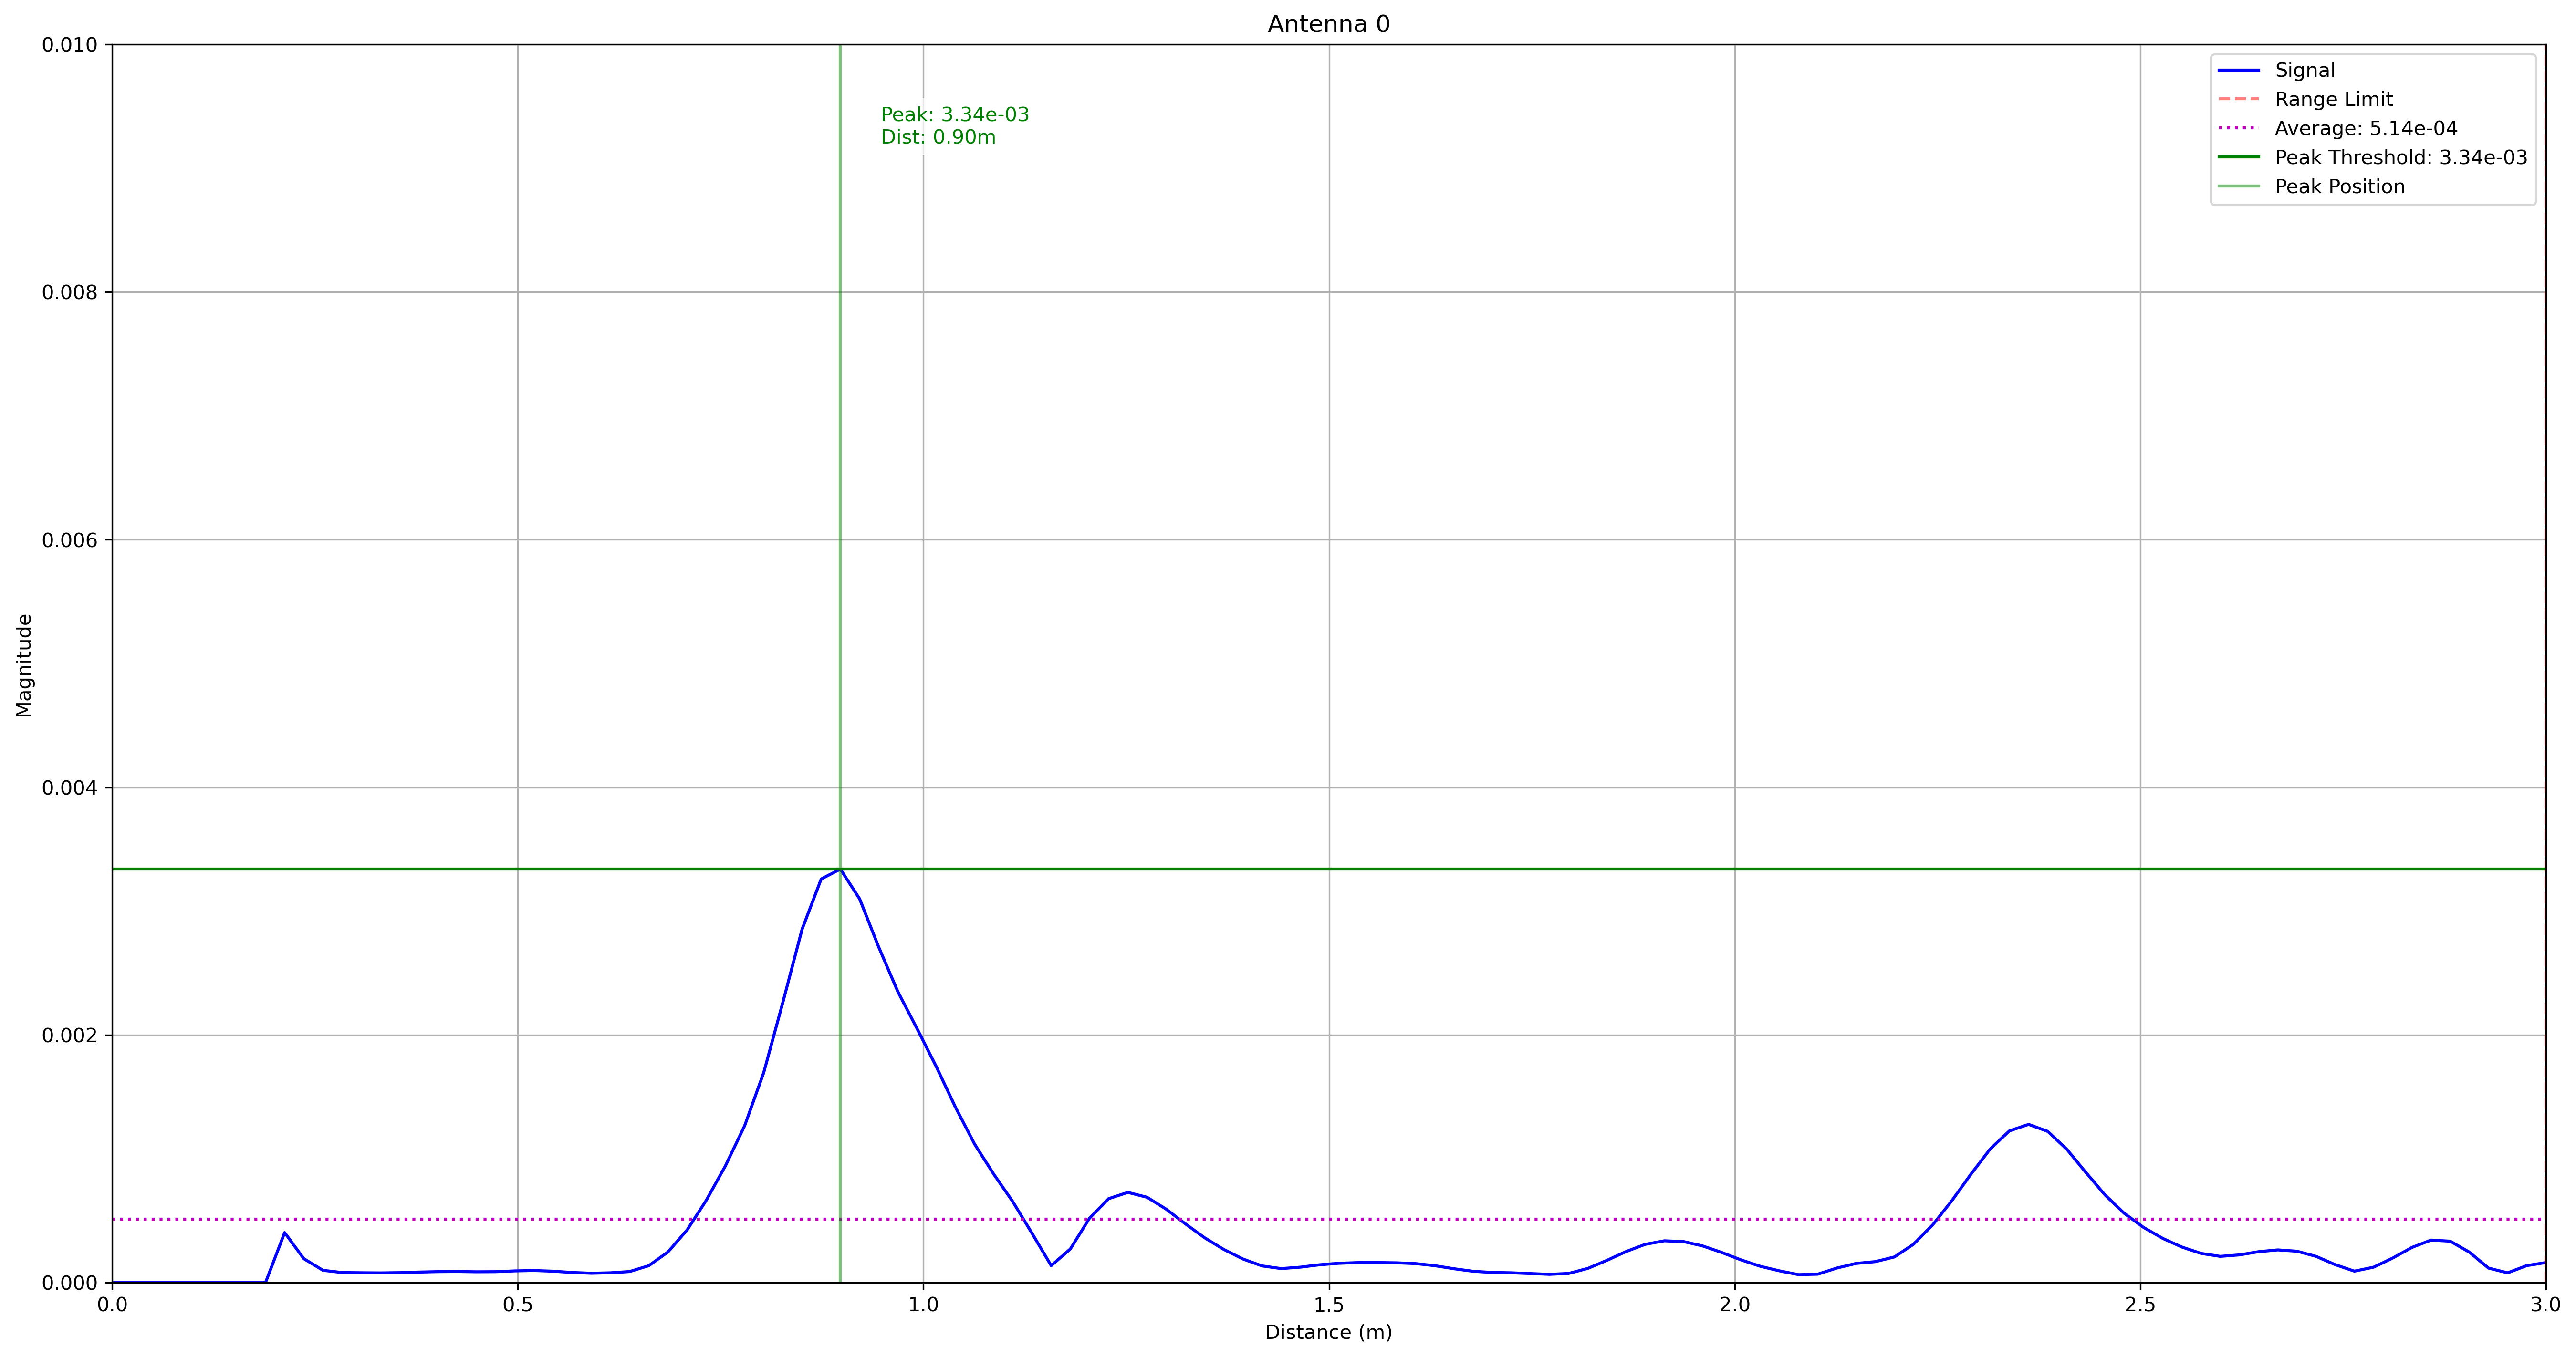 Antenna 0
0.010
0.008
0.006
0.004
0.002
0.000
Magnitude
Peak: 3.34e-03
Dist: 0.90m
Signal
Range Limit
Average: 5.14e-04
Peak Threshold: 3.34e-03
Peak Position
0.0
0.5
1.0
1.5
2.0
2.5
3.0
Distance (m)